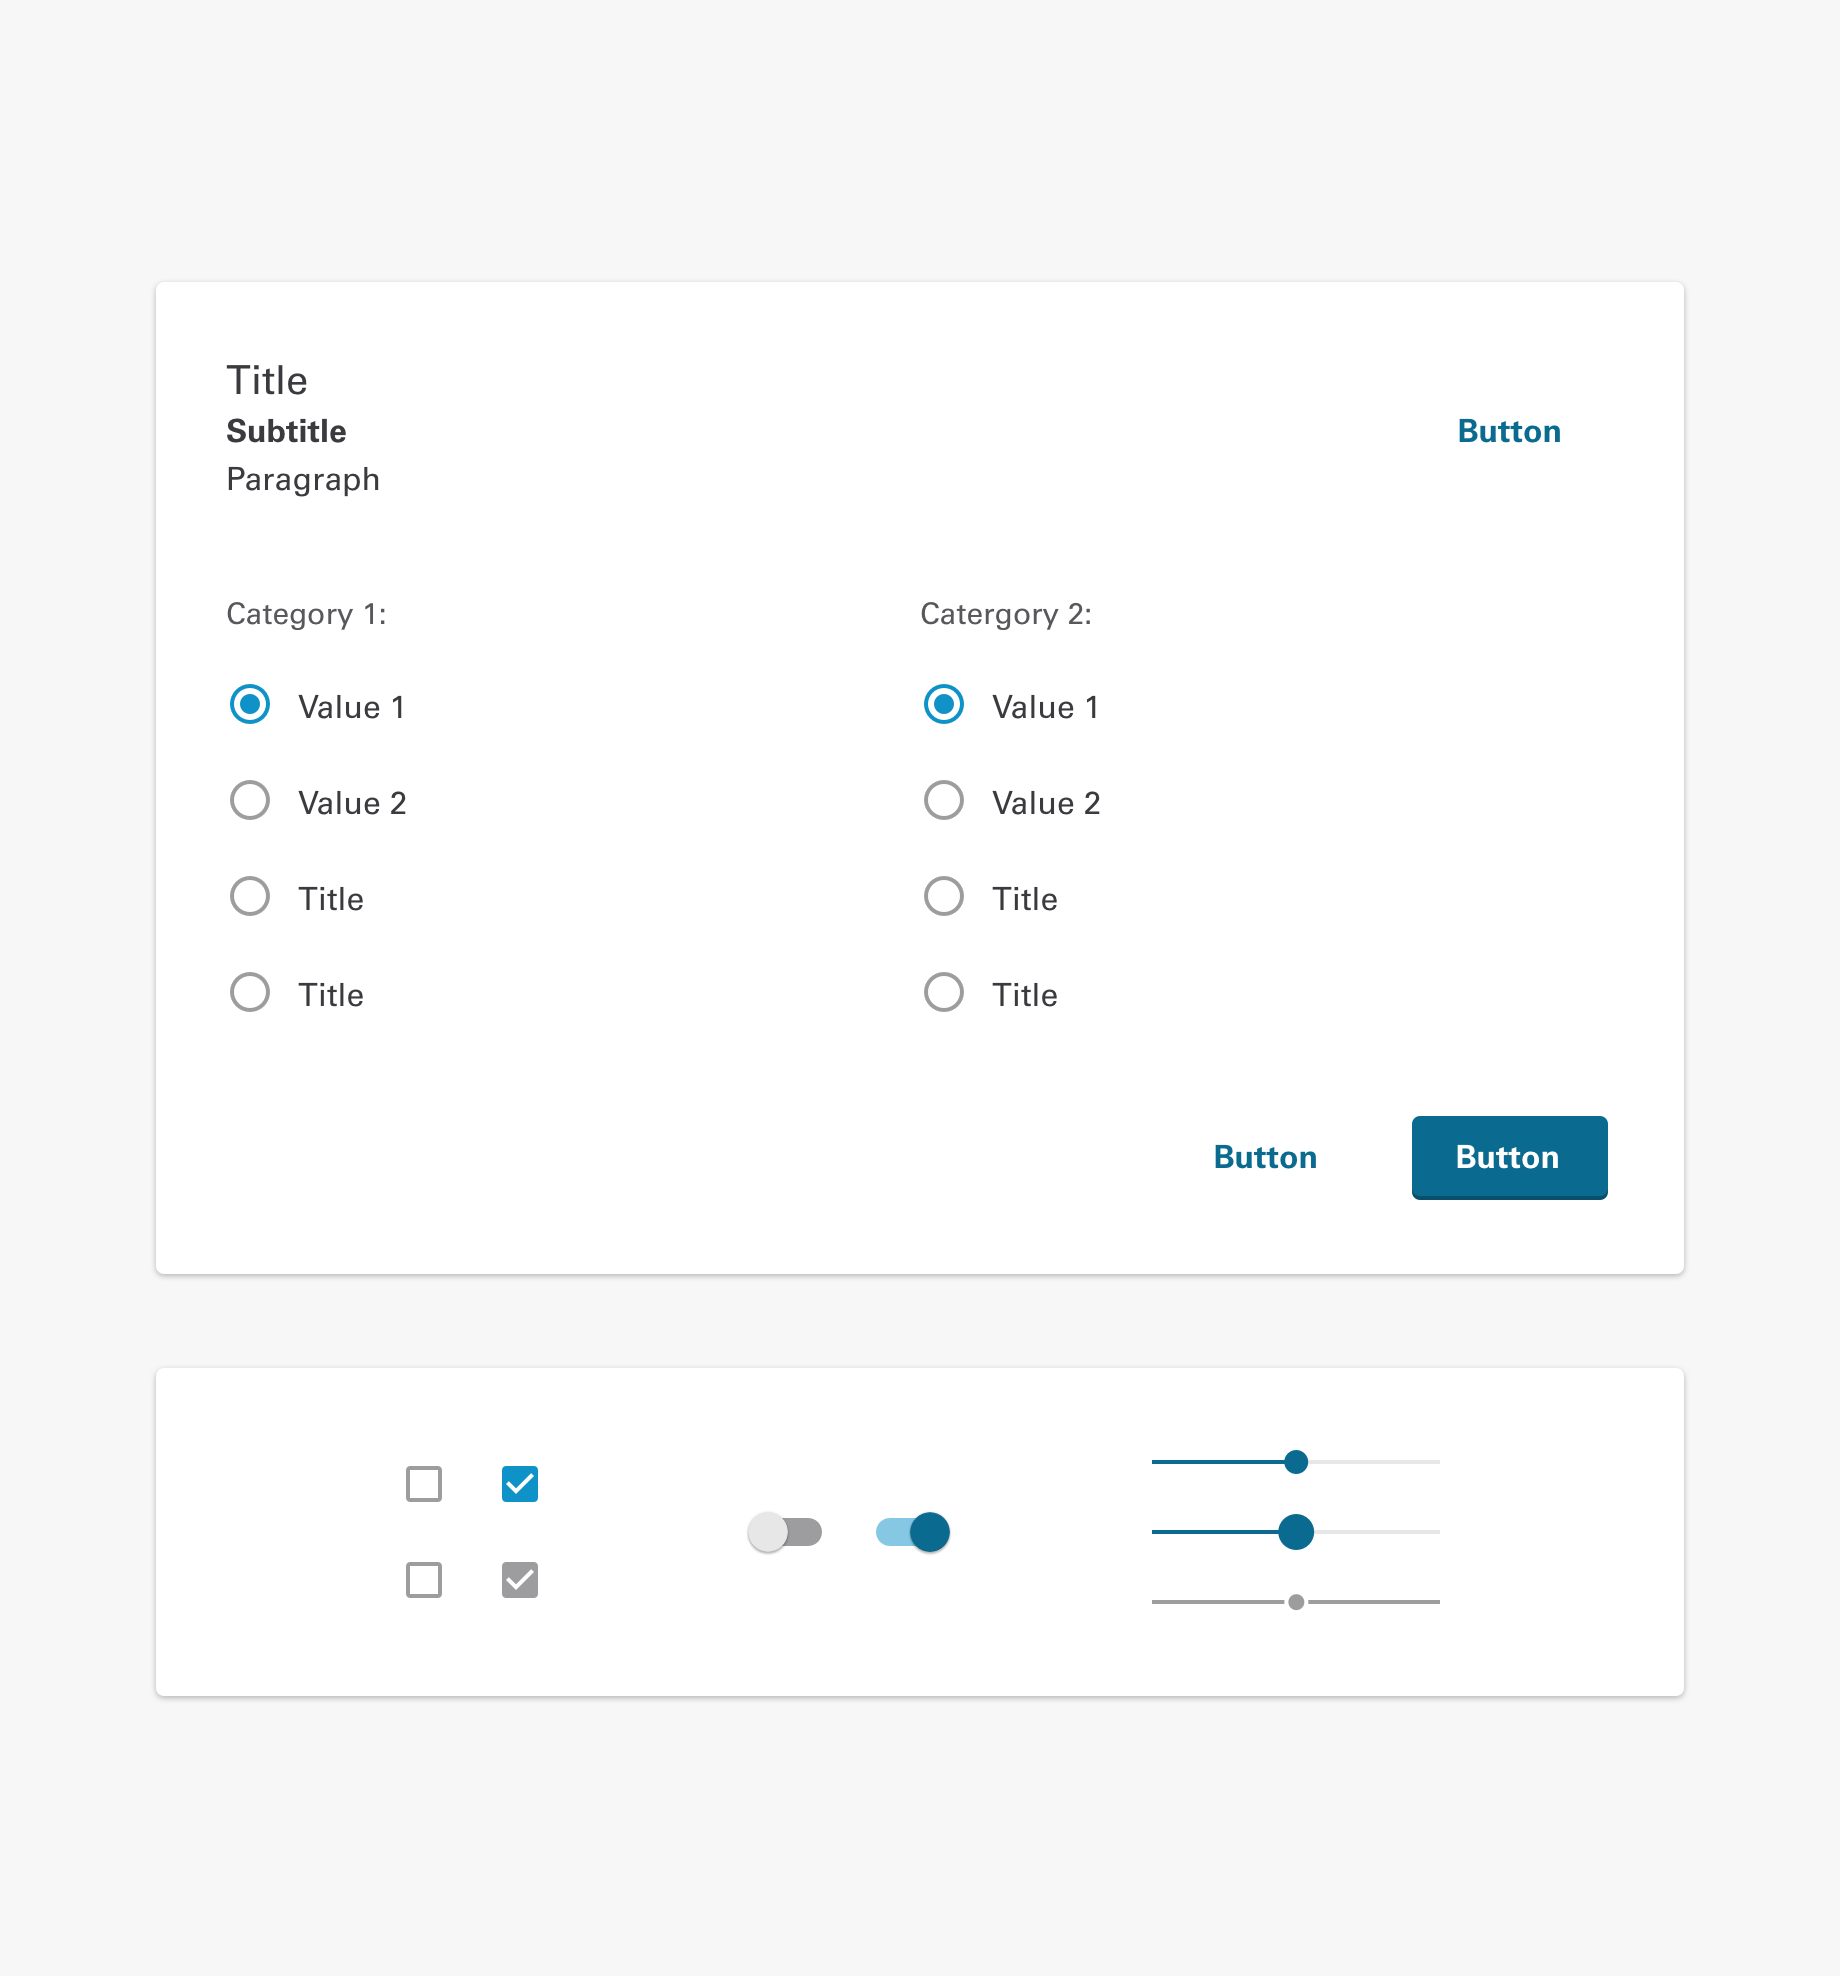 Title
Subtitle
Button
Paragraph
Category 1:
Catergory 2:
Value 1
Value 1
Value 2
Value 2
Title
Title
Title
Title
Button
Button